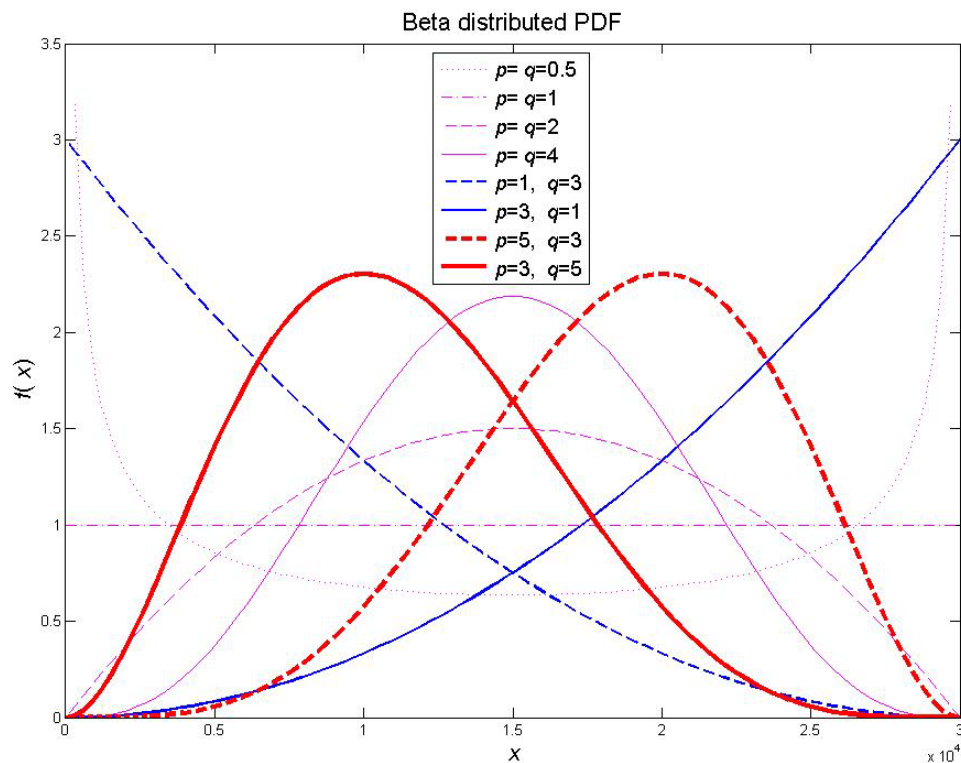 Beta distributed PDF
3.5
3
2.5
2
1.5
1
0.5
0
f( x)
p= q=0.5
p= q=1
p= q=2
p= q=4
p=1, q=3
p=3, q=1
p=5, q=3
p=3, q=5
0 0.5 1 1.5 2 2.5 3
x
x 10⁴